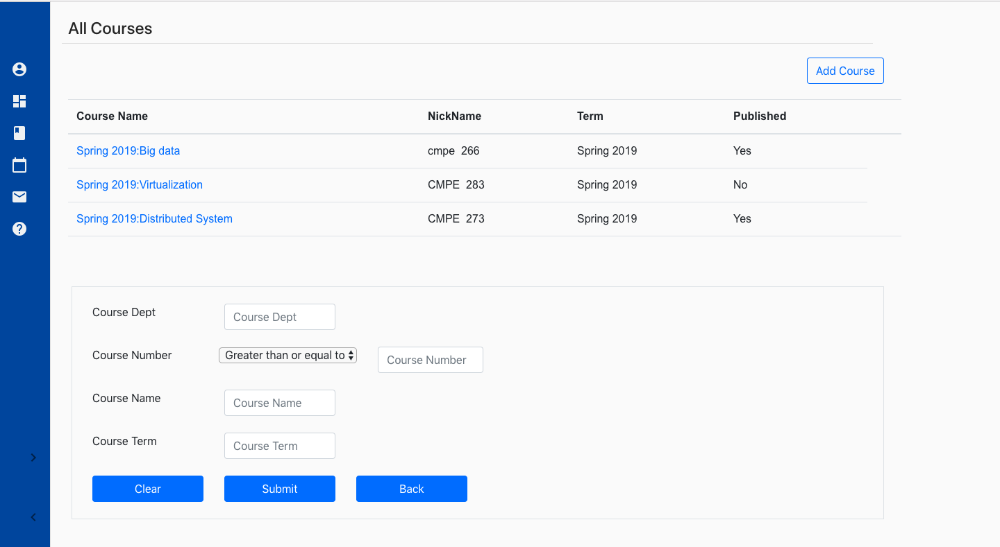 All Courses
Add Course
Course Name NickName Term Published
Spring 2019:Big data cmpe 266 Spring 2019 Yes
Spring 2019:Virtualization CMPE 283 Spring 2019 No
Spring 2019:Distributed System CMPE 273 Spring 2019 Yes
Course Dept Course Dept
Course Number Greater than or equal to Course Number
Course Name Course Name
Course Term Course Term
Clear Submit Back